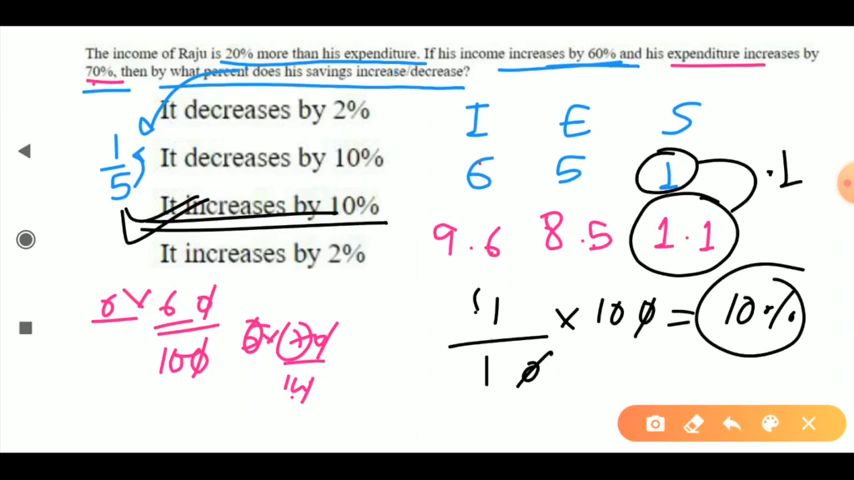 The income of Raju is 20% more than his expenditure. If his income increases by 60% and his expenditure increases by
70%, then by what percent does his savings increase/decrease?
It decreases by 2%
It decreases by 10%
It increases by 10%
It increases by 2%
1/5
I E S
6 5 1 .1
9.6 8.5 1.1
6 × 60/100
.1/10 × 100 = 10%